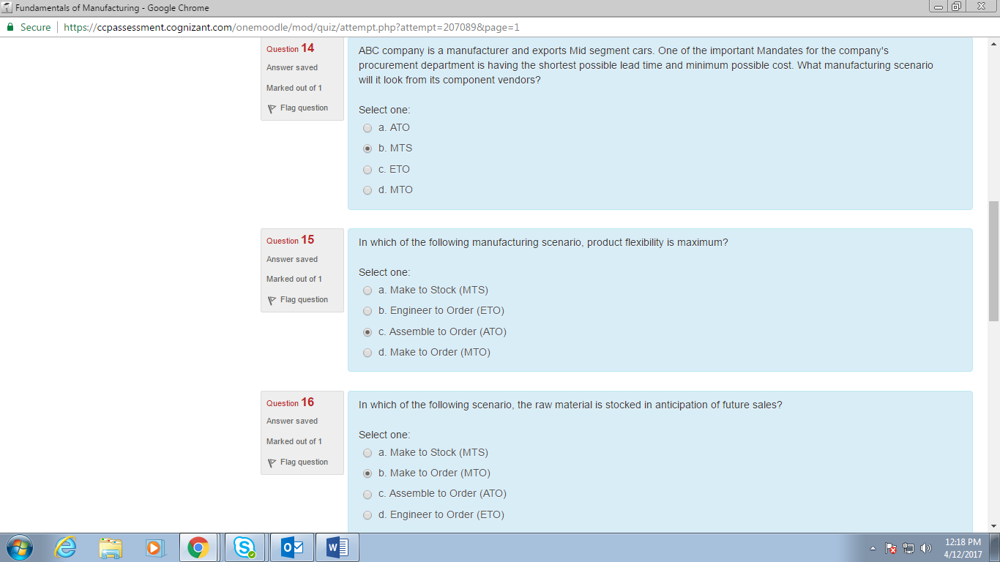 Fundamentals of Manufacturing - Google Chrome
Secure https://ccpassessment.cognizant.com/onemoodle/mod/quiz/attempt.php?attempt=207089&page=1
Question 14
Answer saved
Marked out of 1
Flag question
ABC company is a manufacturer and exports Mid segment cars. One of the important Mandates for the company's
procurement department is having the shortest possible lead time and minimum possible cost. What manufacturing scenario
will it look from its component vendors?
Select one:
a. ATO
b. MTS
c. ETO
d. MTO
Question 15
Answer saved
Marked out of 1
Flag question
In which of the following manufacturing scenario, product flexibility is maximum?
Select one:
a. Make to Stock (MTS)
b. Engineer to Order (ETO)
c. Assemble to Order (ATO)
d. Make to Order (MTO)
Question 16
Answer saved
Marked out of 1
Flag question
In which of the following scenario, the raw material is stocked in anticipation of future sales?
Select one:
a. Make to Stock (MTS)
b. Make to Order (MTO)
c. Assemble to Order (ATO)
d. Engineer to Order (ETO)
12:18 PM
4/12/2017